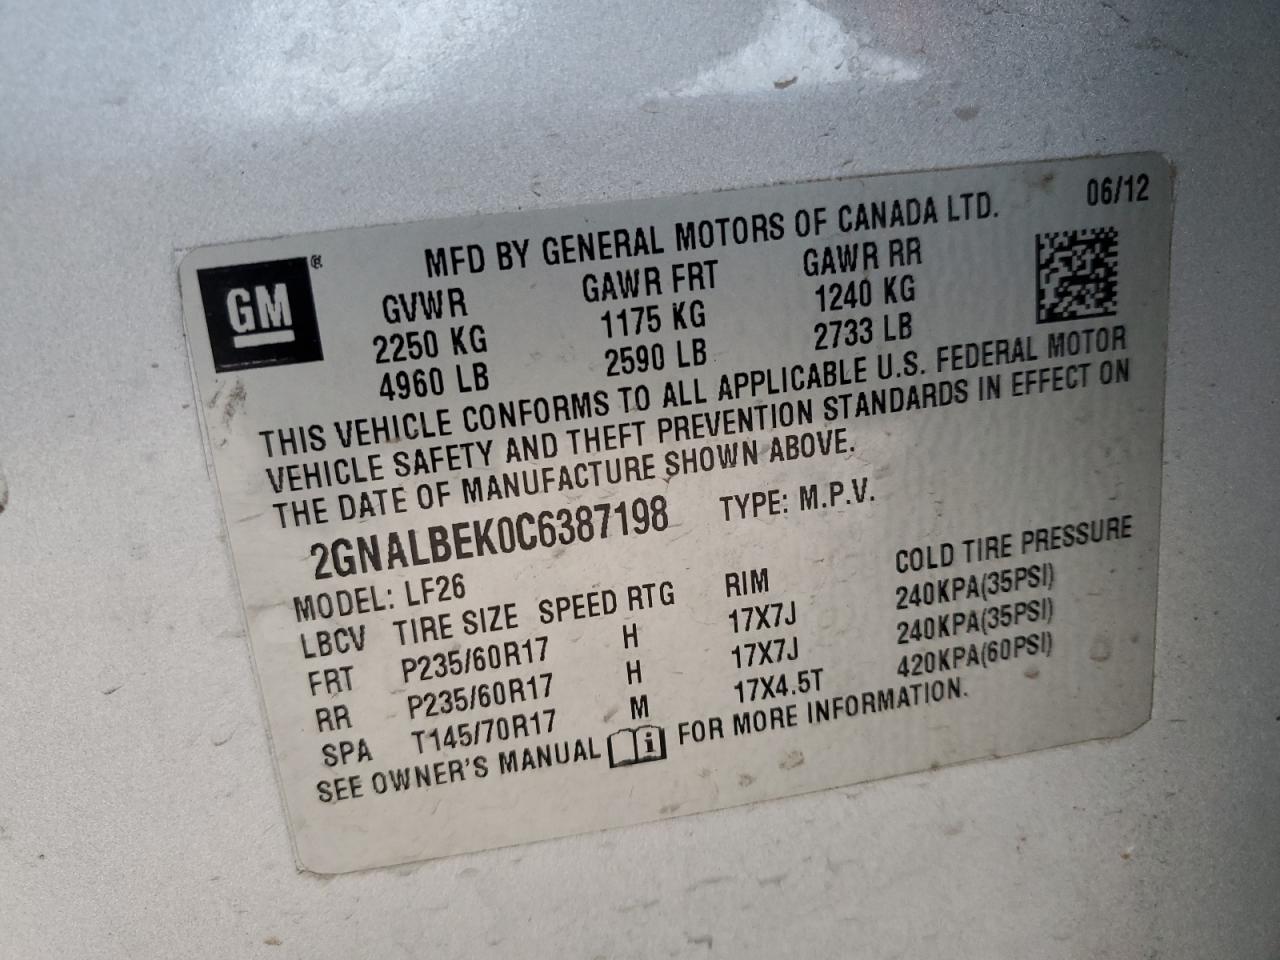 GM ®
MFD BY GENERAL MOTORS OF CANADA LTD. 06/12
GVWR GAWR FRT GAWR RR
2250 KG 1175 KG 1240 KG
4960 LB 2590 LB 2733 LB
THIS VEHICLE CONFORMS TO ALL APPLICABLE U.S. FEDERAL MOTOR
VEHICLE SAFETY AND THEFT PREVENTION STANDARDS IN EFFECT ON
THE DATE OF MANUFACTURE SHOWN ABOVE.
2GNALBEK0C6387198 TYPE: M.P.V.
MODEL: LF26
LBCV TIRE SIZE SPEED RTG RIM COLD TIRE PRESSURE
FRT P235/60R17 H 17X7J 240KPA(35PSI)
RR P235/60R17 H 17X7J 240KPA(35PSI)
SPA T145/70R17 M 17X4.5T 420KPA(60PSI)
SEE OWNER'S MANUAL i FOR MORE INFORMATION.